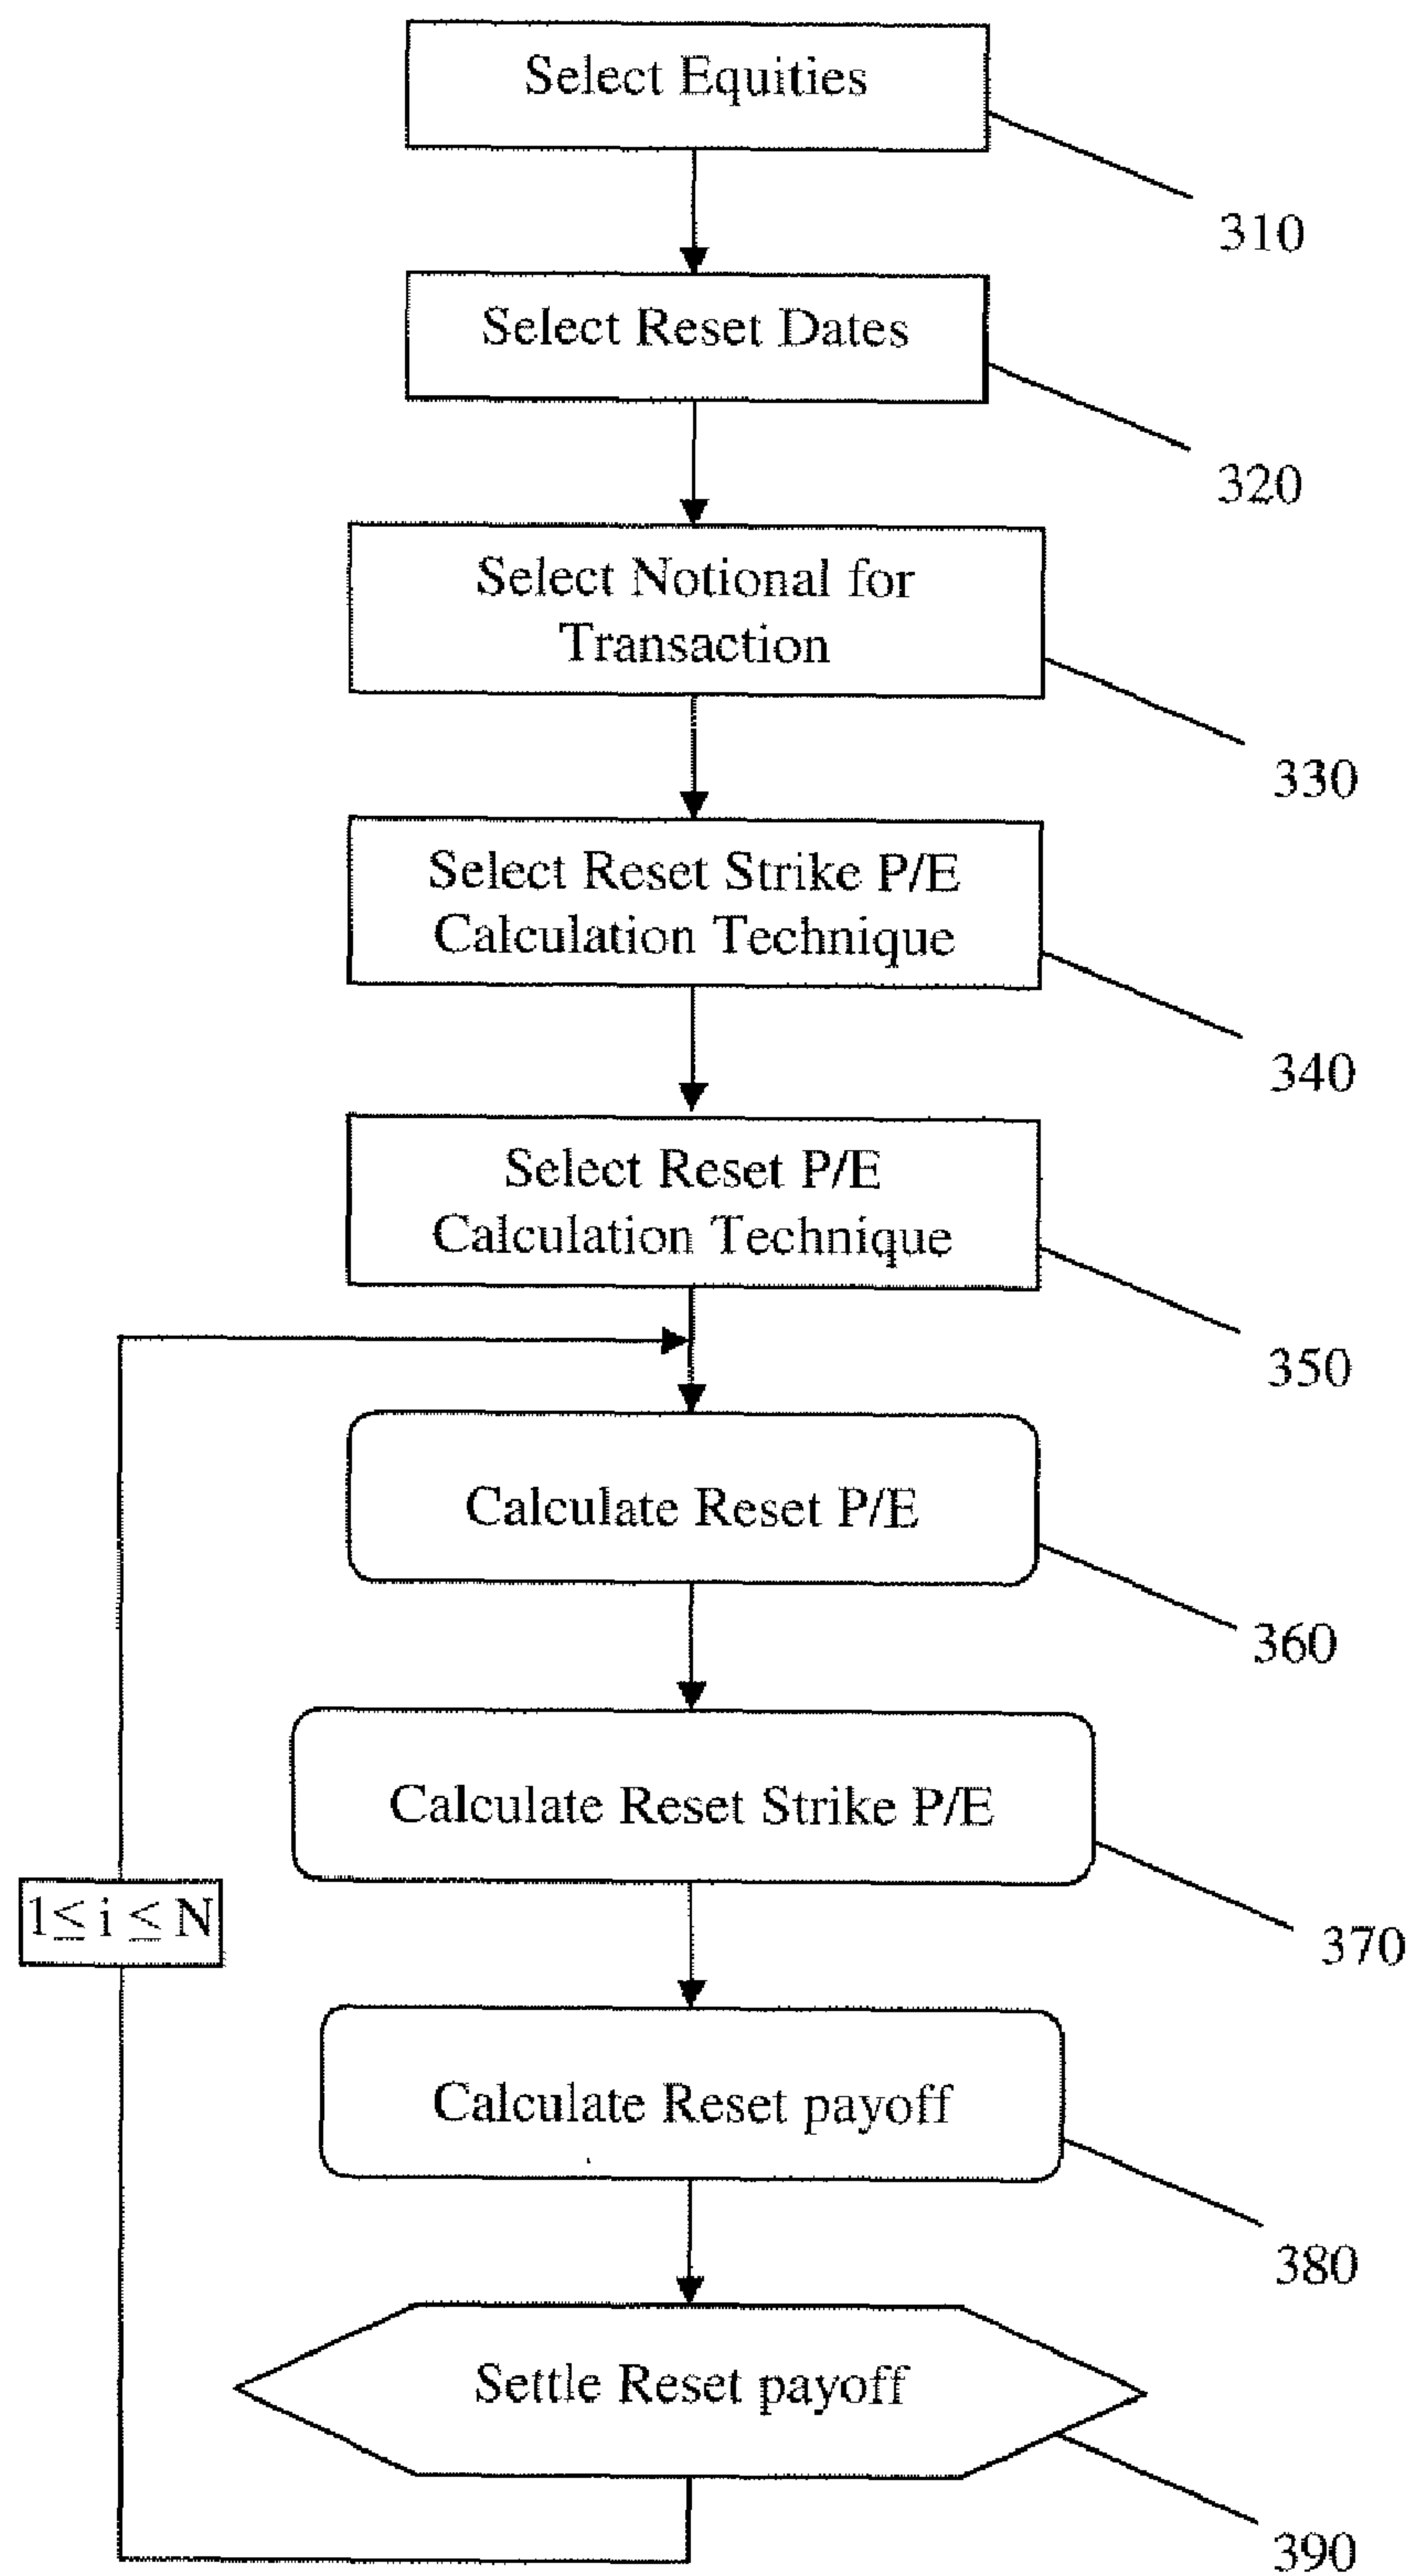 Select Equities
310
Select Reset Dates
320
Select Notional for
Transaction
330
Select Reset Strike P/E
Calculation Technique
340
Select Reset P/E
Calculation Technique
350
Calculate Reset P/E
360
Calculate Reset Strike P/E
370
1≤ i ≤ N
Calculate Reset payoff
380
Settle Reset payoff
390